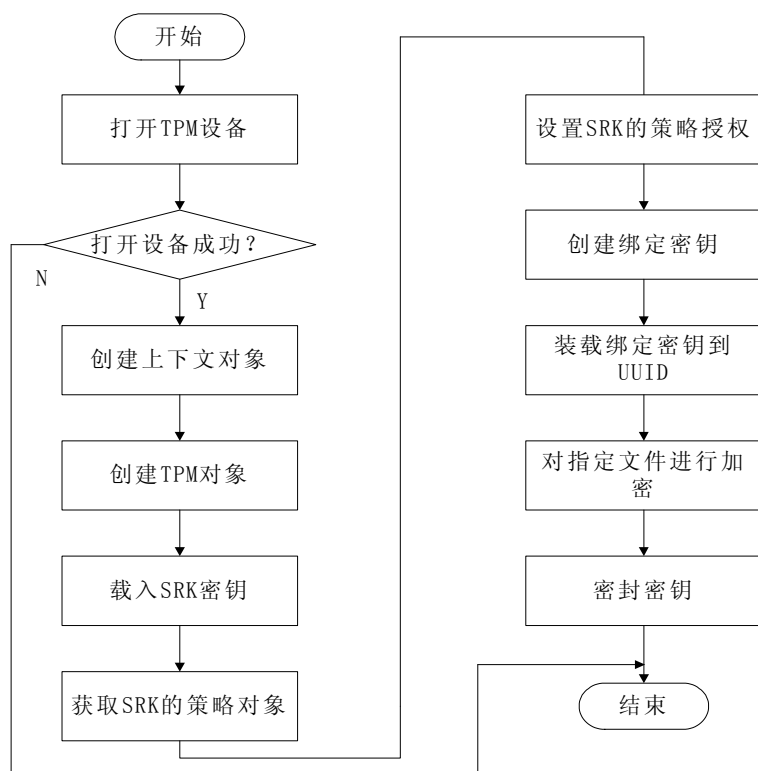 开始
打开TPM设备
打开设备成功？
N
Y
创建上下文对象
创建TPM对象
载入SRK密钥
获取SRK的策略对象
设置SRK的策略授权
创建绑定密钥
装载绑定密钥到
UUID
对指定文件进行加
密
密封密钥
结束